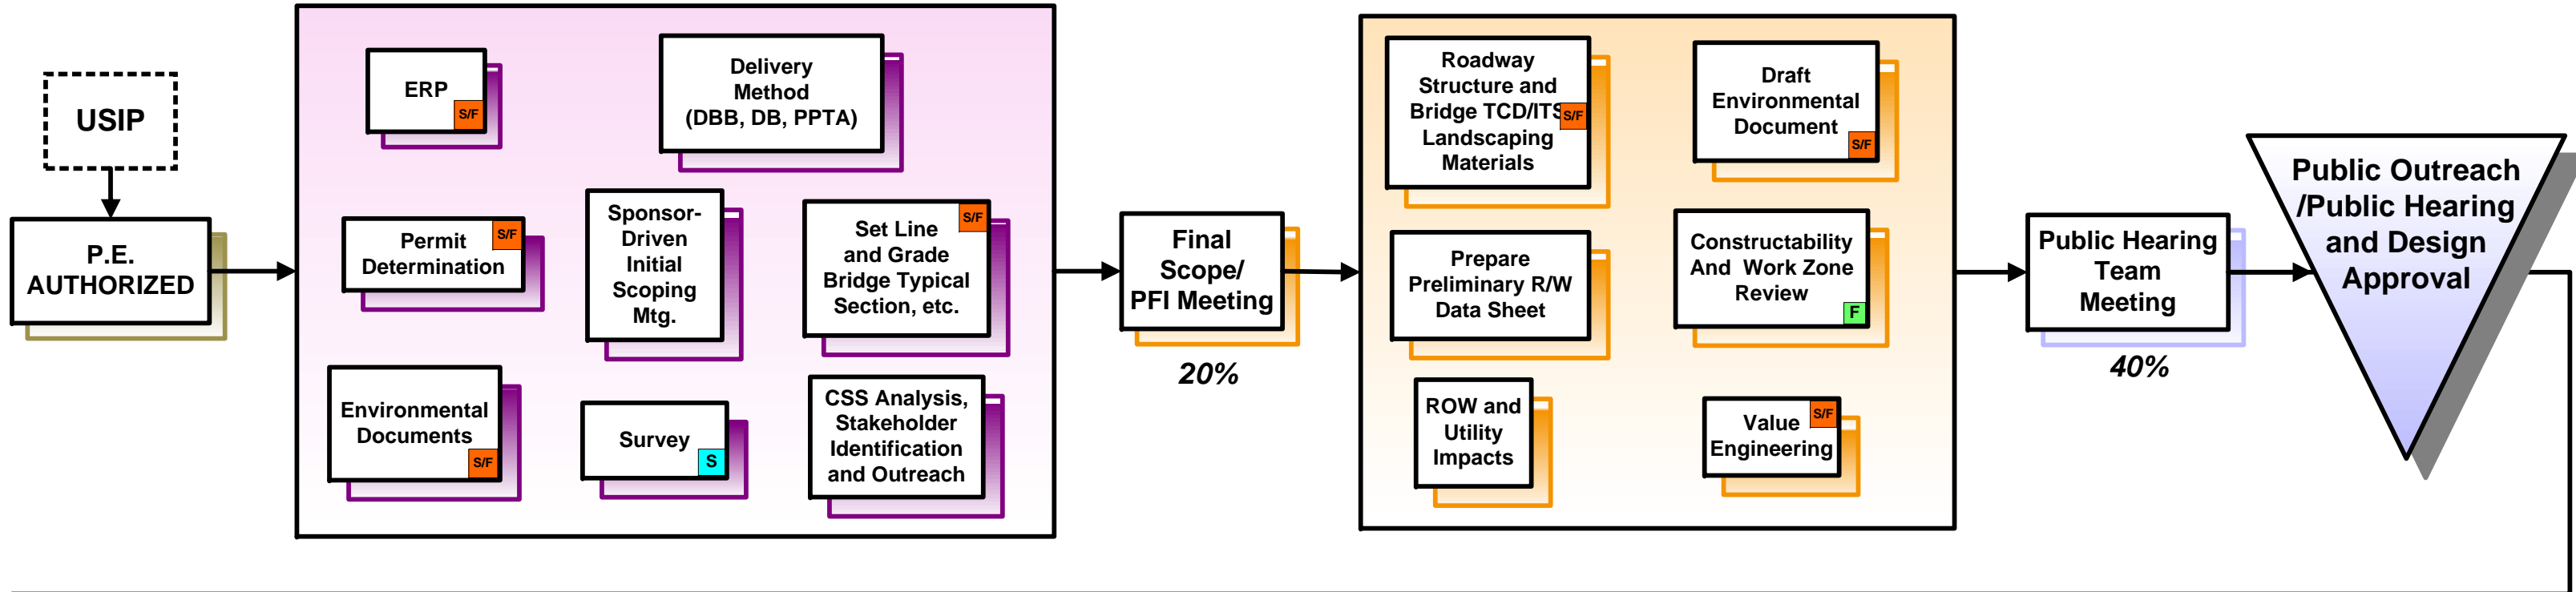 USIP
P.E.
AUTHORIZED
ERP
S/F
Delivery
Method
(DBB, DB, PPTA)
Permit
Determination
S/F
Sponsor-
Driven
Initial
Scoping
Mtg.
Set Line
and Grade
Bridge Typical
Section, etc.
S/F
Environmental
Documents
S/F
Survey
S
CSS Analysis,
Stakeholder
Identification
and Outreach
Final
Scope/
PFI Meeting
20%
Roadway
Structure and
Bridge TCD/ITS
Landscaping
Materials
S/F
Draft
Environmental
Document
S/F
Prepare
Preliminary R/W
Data Sheet
Constructability
And Work Zone
Review
F
ROW and
Utility
Impacts
Value
Engineering
S/F
Public Hearing
Team
Meeting
40%
Public Outreach
/Public Hearing
and Design
Approval